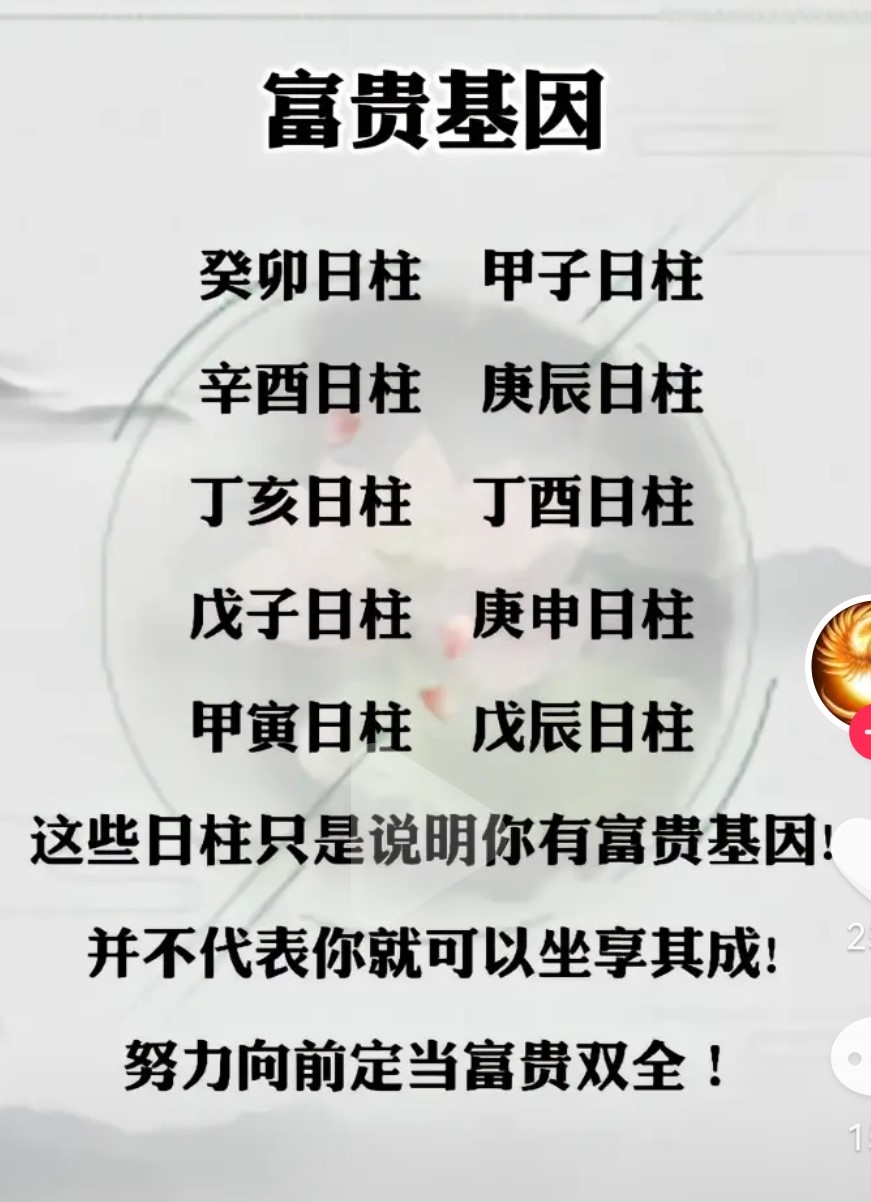 富贵基因
癸卯日柱 甲子日柱
辛酉日柱 庚辰日柱
丁亥日柱 丁酉日柱
戊子日柱 庚申日柱
甲寅日柱 戊辰日柱
这些日柱只是说明你有富贵基因!
并不代表你就可以坐享其成!
努力向前定当富贵双全！